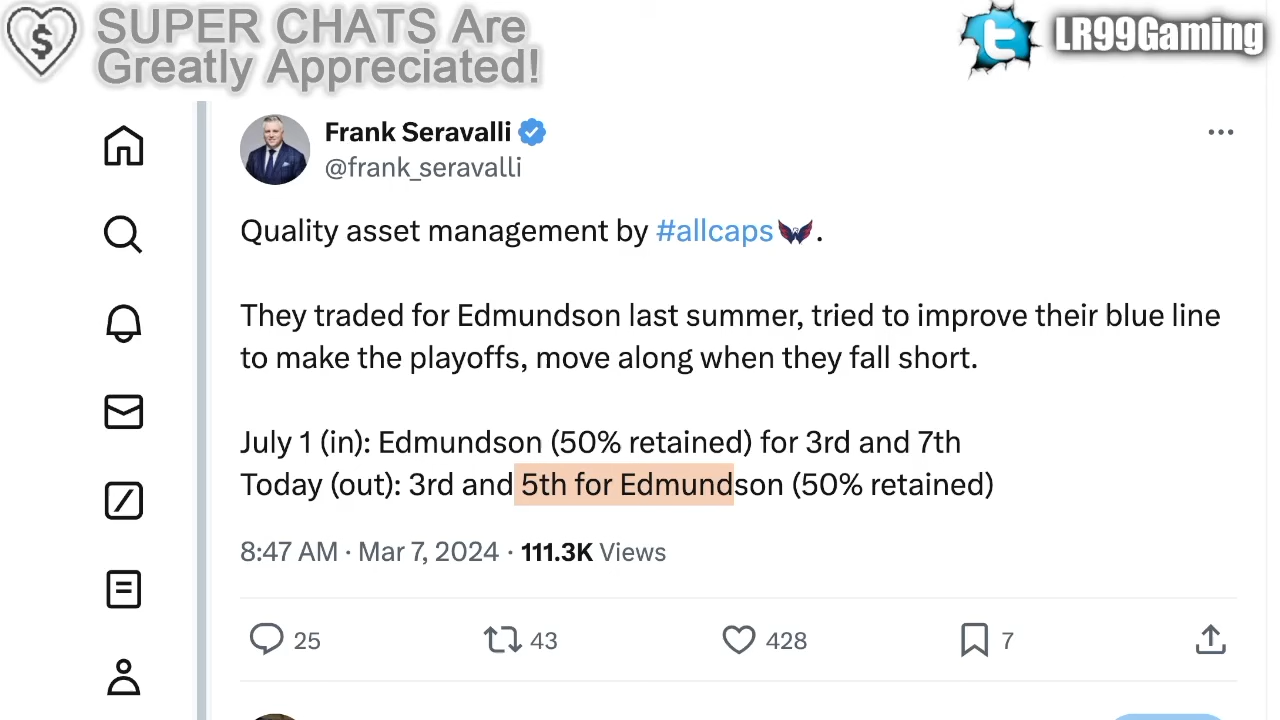 SUPER CHATS Are
Greatly Appreciated!
LR99Gaming
Frank Seravalli
@frank_seravalli
Quality asset management by #allcaps.
They traded for Edmundson last summer, tried to improve their blue line
to make the playoffs, move along when they fall short.
July 1 (in): Edmundson (50% retained) for 3rd and 7th
Today (out): 3rd and 5th for Edmundson (50% retained)
8:47 AM · Mar 7, 2024 · 111.3K Views
25 43 428 7